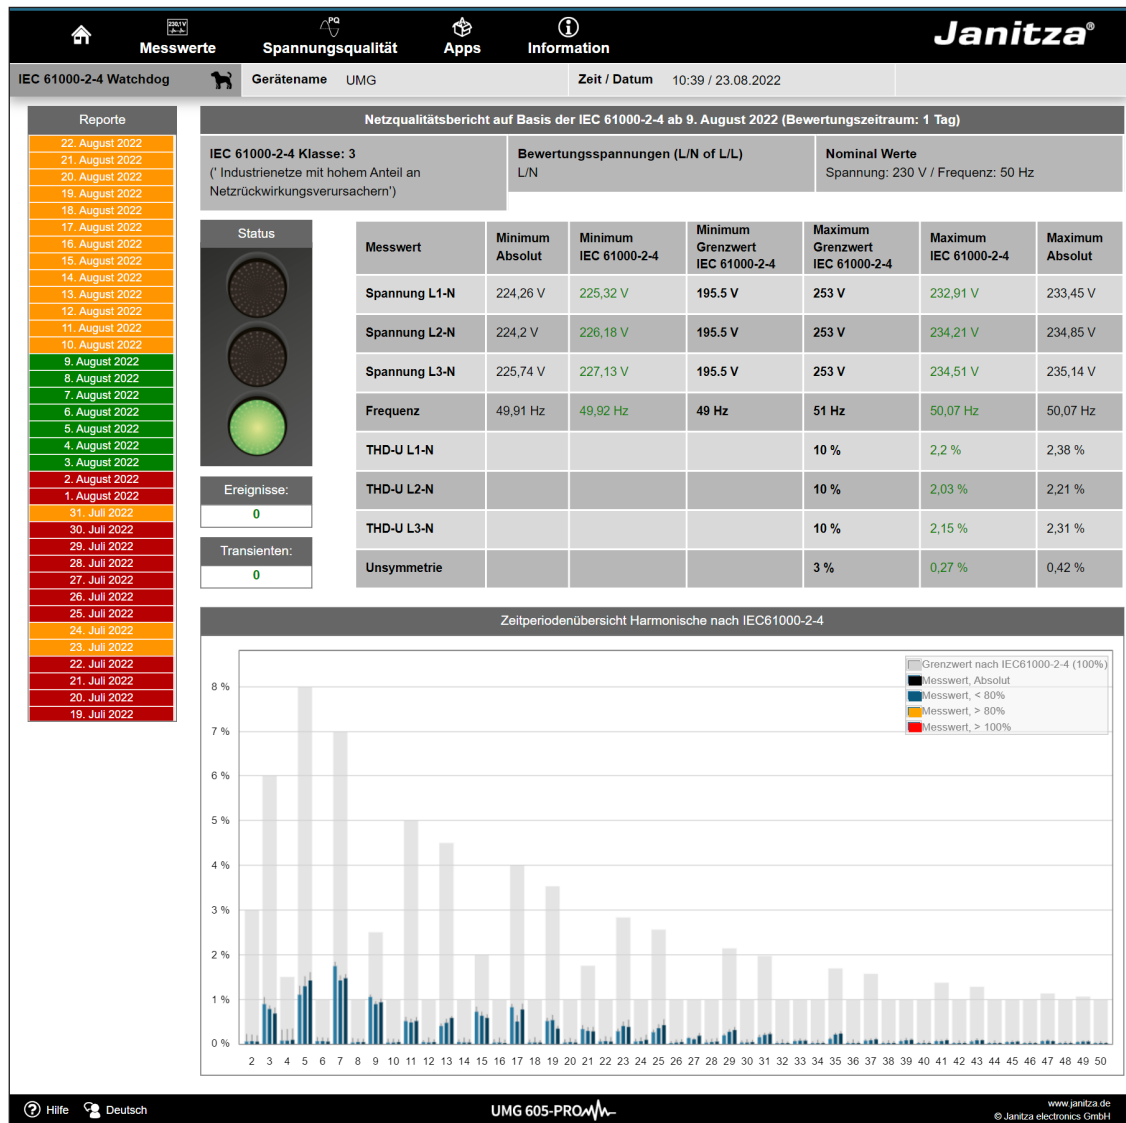 230,1V
PQ
Messwerte
Spannungsqualität
Apps
Information
Janitza®
IEC 61000-2-4 Watchdog
Gerätename UMG
Zeit / Datum 10:39 / 23.08.2022
Reporte
22. August 2022
21. August 2022
20. August 2022
19. August 2022
18. August 2022
17. August 2022
16. August 2022
15. August 2022
14. August 2022
13. August 2022
12. August 2022
11. August 2022
10. August 2022
9. August 2022
8. August 2022
7. August 2022
6. August 2022
5. August 2022
4. August 2022
3. August 2022
2. August 2022
1. August 2022
31. Juli 2022
30. Juli 2022
29. Juli 2022
28. Juli 2022
27. Juli 2022
26. Juli 2022
25. Juli 2022
24. Juli 2022
23. Juli 2022
22. Juli 2022
21. Juli 2022
20. Juli 2022
19. Juli 2022
Netzqualitätsbericht auf Basis der IEC 61000-2-4 ab 9. August 2022 (Bewertungszeitraum: 1 Tag)
IEC 61000-2-4 Klasse: 3
(' Industrienetze mit hohem Anteil an
Netzrückwirkungsverursachern')
Bewertungsspannungen (L/N of L/L)
L/N
Nominal Werte
Spannung: 230 V / Frequenz: 50 Hz
Status
Ereignisse:
0
Transienten:
0
Messwert
Minimum
Absolut
Minimum
IEC 61000-2-4
Minimum
Grenzwert
IEC 61000-2-4
Maximum
Grenzwert
IEC 61000-2-4
Maximum
IEC 61000-2-4
Maximum
Absolut
Spannung L1-N 224,26 V 225,32 V 195.5 V 253 V 232,91 V 233,45 V
Spannung L2-N 224,2 V 226,18 V 195.5 V 253 V 234,21 V 234,85 V
Spannung L3-N 225,74 V 227,13 V 195.5 V 253 V 234,51 V 235,14 V
Frequenz 49,91 Hz 49,92 Hz 49 Hz 51 Hz 50,07 Hz 50,07 Hz
THD-U L1-N 10 % 2,2 % 2,38 %
THD-U L2-N 10 % 2,03 % 2,21 %
THD-U L3-N 10 % 2,15 % 2,31 %
Unsymmetrie 3 % 0,27 % 0,42 %
Zeitperiodenübersicht Harmonische nach IEC61000-2-4
Grenzwert nach IEC61000-2-4 (100%)
Messwert, Absolut
Messwert, < 80%
Messwert, > 80%
Messwert, > 100%
8 %
7 %
6 %
5 %
4 %
3 %
2 %
1 %
0 %
2 3 4 5 6 7 8 9 10 11 12 13 14 15 16 17 18 19 20 21 22 23 24 25 26 27 28 29 30 31 32 33 34 35 36 37 38 39 40 41 42 43 44 45 46 47 48 49 50
Hilfe
Deutsch
UMG 605-PRO
www.janitza.de
© Janitza electronics GmbH